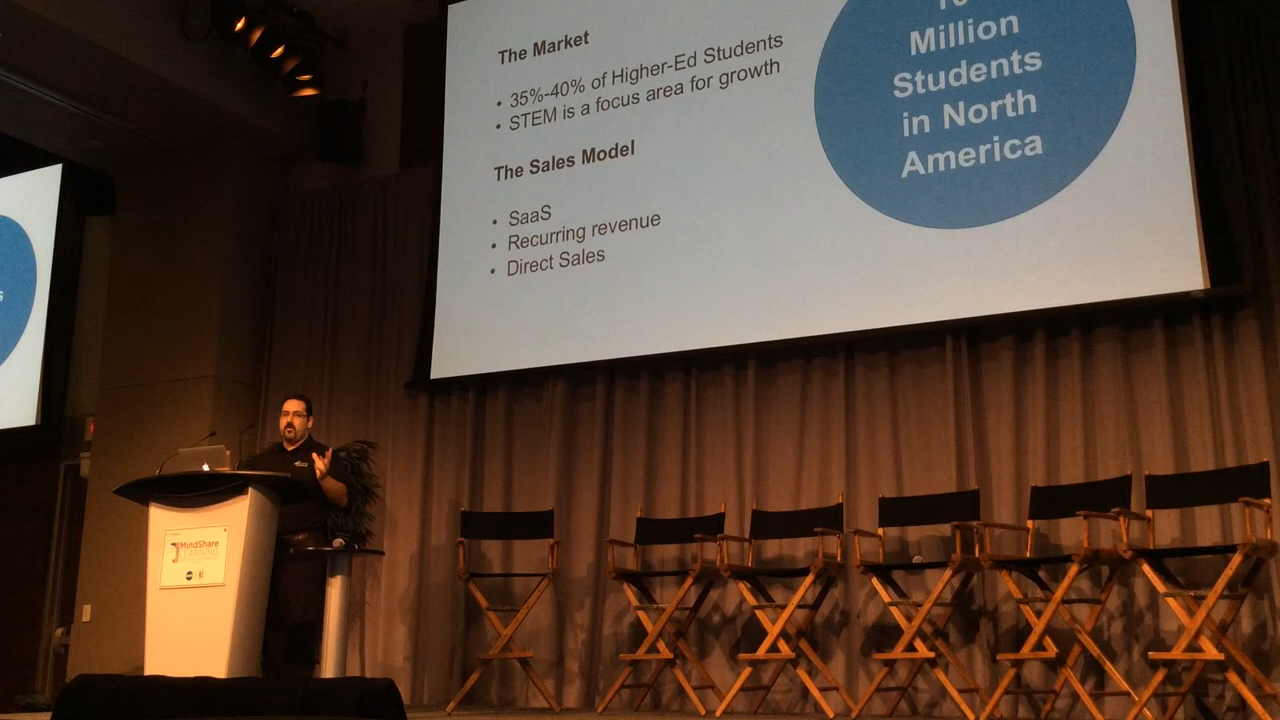 The Market
• 35%-40% of Higher-Ed Students
• STEM is a focus area for growth
The Sales Model
• SaaS
• Recurring revenue
• Direct Sales
Million
Students
in North
America
MindShare
LEARNING